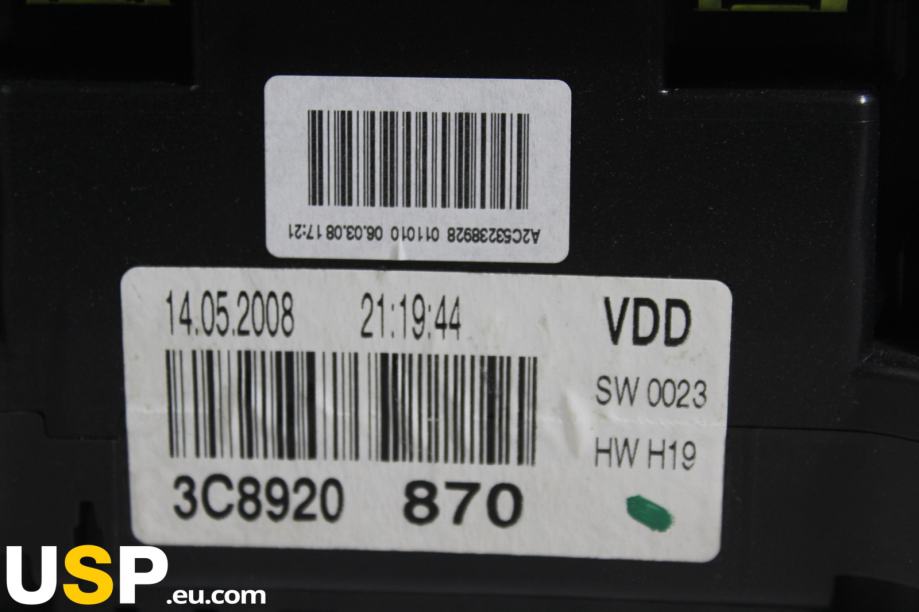 A2C53238928 011010 06.03.08 17:21
14.05.2008 21:19:44 VDD
SW 0023
HW H19
3C8920 870
USP.eu.com